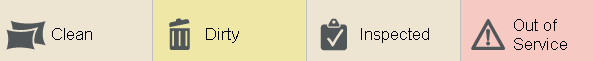 Clean
Dirty
Inspected
Out of
Service